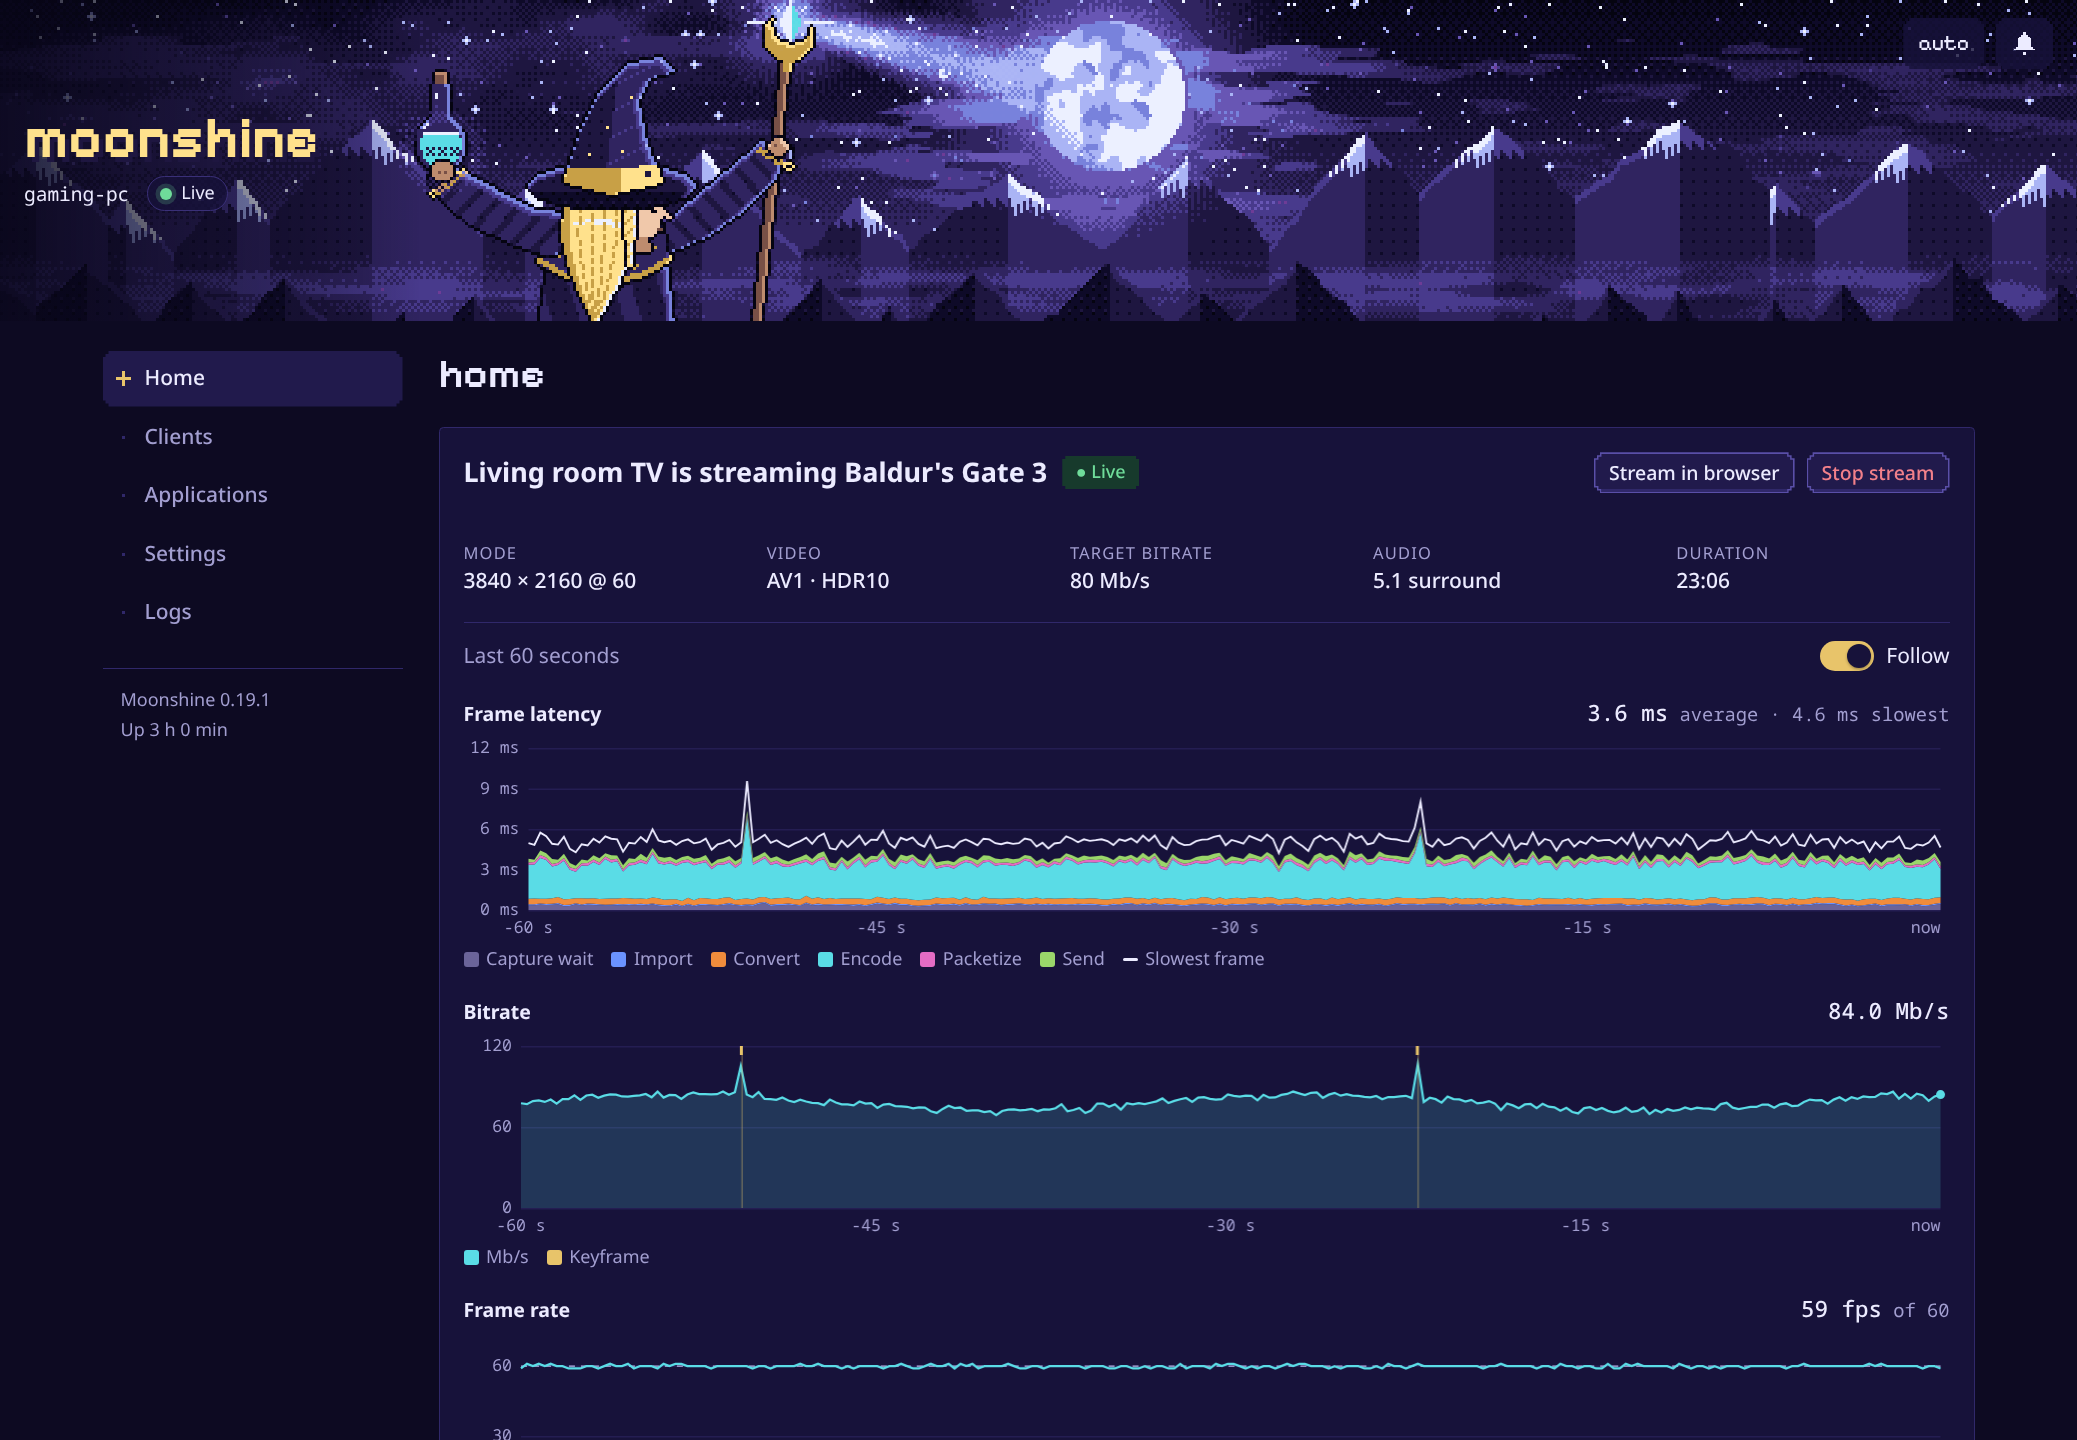 auto
moonshine
gaming-pc
Live
Home
Clients
Applications
Settings
Logs
Moonshine 0.19.1
Up 3 h 0 min
home
Living room TV is streaming Baldur's Gate 3
Live
Stream in browser
Stop stream
MODE
3840 × 2160 @ 60
VIDEO
AV1 · HDR10
TARGET BITRATE
80 Mb/s
AUDIO
5.1 surround
DURATION
23:06
Last 60 seconds
Follow
Frame latency
3.6 ms average · 4.6 ms slowest
12 ms
9 ms
6 ms
3 ms
0 ms
-60 s
-45 s
-30 s
-15 s
now
Capture wait
Import
Convert
Encode
Packetize
Send
Slowest frame
Bitrate
84.0 Mb/s
120
60
0
-60 s
-45 s
-30 s
-15 s
now
Mb/s
Keyframe
Frame rate
59 fps of 60
60
30